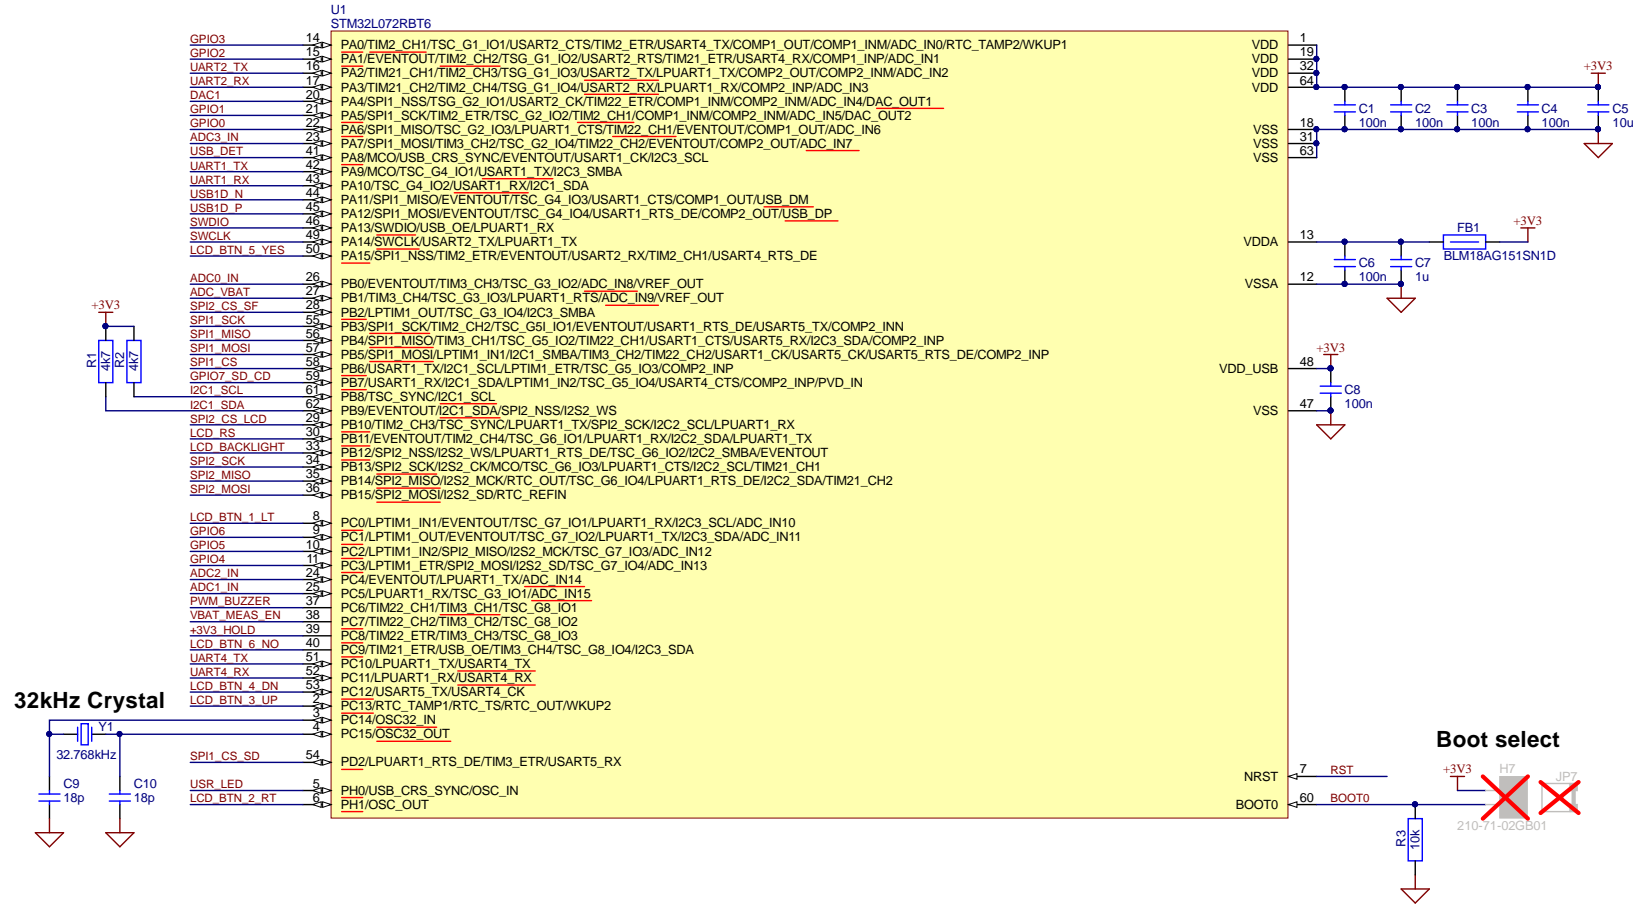 U1
STM32L072RBT6
GPIO3 14 PA0/TIM2_CH1/TSC_G1_IO1/USART2_CTS/TIM2_ETR/USART4_TX/COMP1_OUT/COMP1_INM/ADC_IN0/RTC_TAMP2/WKUP1 VDD 1
GPIO2 15 PA1/EVENTOUT/TIM2_CH2/TSG_G1_IO2/USART2_RTS/TIM21_ETR/USART4_RX/COMP1_INP/ADC_IN1 VDD 19
UART2_TX 16 PA2/TIM21_CH1/TIM2_CH3/TSG_G1_IO3/USART2_TX/LPUART1_TX/COMP2_OUT/COMP2_INM/ADC_IN2 VDD 32
UART2_RX 17 PA3/TIM21_CH2/TIM2_CH4/TSG_G1_IO4/USART2_RX/LPUART1_RX/COMP2_INP/ADC_IN3 VDD 64 +3V3
DAC1 20 PA4/SPI1_NSS/TSG_G2_IO1/USART2_CK/TIM22_ETR/COMP1_INM/COMP2_INM/ADC_IN4/DAC_OUT1
GPIO1 21 PA5/SPI1_SCK/TIM2_ETR/TSC_G2_IO2/TIM2_CH1/COMP1_INM/COMP2_INM/ADC_IN5/DAC_OUT2 C1 100n C2 100n C3 100n C4 100n C5 10u
GPIO0 22 PA6/SPI1_MISO/TSC_G2_IO3/LPUART1_CTS/TIM22_CH1/EVENTOUT/COMP1_OUT/ADC_IN6 VSS 18
ADC3_IN 23 PA7/SPI1_MOSI/TIM3_CH2/TSC_G2_IO4/TIM22_CH2/EVENTOUT/COMP2_OUT/ADC_IN7 VSS 31
USB_DET 41 PA8/MCO/USB_CRS_SYNC/EVENTOUT/USART1_CK/I2C3_SCL VSS 63
UART1_TX 42 PA9/MCO/TSC_G4_IO1/USART1_TX/I2C3_SMBA
UART1_RX 43 PA10/TSC_G4_IO2/USART1_RX/I2C1_SDA
USB1D_N 44 PA11/SPI1_MISO/EVENTOUT/TSC_G4_IO3/USART1_CTS/COMP1_OUT/USB_DM
USB1D_P 45 PA12/SPI1_MOSI/EVENTOUT/TSC_G4_IO4/USART1_RTS_DE/COMP2_OUT/USB_DP
SWDIO 46 PA13/SWDIO/USB_OE/LPUART1_RX
SWCLK 49 PA14/SWCLK/USART2_TX/LPUART1_TX VDDA 13 FB1 +3V3
LCD_BTN_5_YES 50 PA15/SPI1_NSS/TIM2_ETR/EVENTOUT/USART2_RX/TIM2_CH1/USART4_RTS_DE BLM18AG151SN1D
C6 100n C7 1u
ADC0_IN 26 PB0/EVENTOUT/TIM3_CH3/TSC_G3_IO2/ADC_IN8/VREF_OUT VSSA 12
ADC_VBAT 27 PB1/TIM3_CH4/TSC_G3_IO3/LPUART1_RTS/ADC_IN9/VREF_OUT
+3V3
SPI2_CS_SF 28 PB2/LPTIM1_OUT/TSC_G3_IO4/I2C3_SMBA
SPI1_SCK 55 PB3/SPI1_SCK/TIM2_CH2/TSC_G5I_IO1/EVENTOUT/USART1_RTS_DE/USART5_TX/COMP2_INN
SPI1_MISO 56 PB4/SPI1_MISO/TIM3_CH1/TSC_G5_IO2/TIM22_CH1/USART1_CTS/USART5_RX/I2C3_SDA/COMP2_INP
SPI1_MOSI 57 PB5/SPI1_MOSI/LPTIM1_IN1/I2C1_SMBA/TIM3_CH2/TIM22_CH2/USART1_CK/USART5_CK/USART5_RTS_DE/COMP2_INP +3V3
R1 4k7 R2 4k7
SPI1_CS 58 PB6/USART1_TX/I2C1_SCL/LPTIM1_ETR/TSC_G5_IO3/COMP2_INP VDD_USB 48
GPIO7_SD_CD 59 PB7/USART1_RX/I2C1_SDA/LPTIM1_IN2/TSC_G5_IO4/USART4_CTS/COMP2_INP/PVD_IN
I2C1_SCL 61 PB8/TSC_SYNC/I2C1_SCL C8 100n
I2C1_SDA 62 PB9/EVENTOUT/I2C1_SDA/SPI2_NSS/I2S2_WS VSS 47
SPI2_CS_LCD 29 PB10/TIM2_CH3/TSC_SYNC/LPUART1_TX/SPI2_SCK/I2C2_SCL/LPUART1_RX
LCD_RS 30 PB11/EVENTOUT/TIM2_CH4/TSC_G6_IO1/LPUART1_RX/I2C2_SDA/LPUART1_TX
LCD_BACKLIGHT 33 PB12/SPI2_NSS/I2S2_WS/LPUART1_RTS_DE/TSC_G6_IO2/I2C2_SMBA/EVENTOUT
SPI2_SCK 34 PB13/SPI2_SCK/I2S2_CK/MCO/TSC_G6_IO3/LPUART1_CTS/I2C2_SCL/TIM21_CH1
SPI2_MISO 35 PB14/SPI2_MISO/I2S2_MCK/RTC_OUT/TSC_G6_IO4/LPUART1_RTS_DE/I2C2_SDA/TIM21_CH2
SPI2_MOSI 36 PB15/SPI2_MOSI/I2S2_SD/RTC_REFIN
LCD_BTN_1_LT 8 PC0/LPTIM1_IN1/EVENTOUT/TSC_G7_IO1/LPUART1_RX/I2C3_SCL/ADC_IN10
GPIO6 9 PC1/LPTIM1_OUT/EVENTOUT/TSC_G7_IO2/LPUART1_TX/I2C3_SDA/ADC_IN11
GPIO5 10 PC2/LPTIM1_IN2/SPI2_MISO/I2S2_MCK/TSC_G7_IO3/ADC_IN12
GPIO4 11 PC3/LPTIM1_ETR/SPI2_MOSI/I2S2_SD/TSC_G7_IO4/ADC_IN13
ADC2_IN 24 PC4/EVENTOUT/LPUART1_TX/ADC_IN14
ADC1_IN 25 PC5/LPUART1_RX/TSC_G3_IO1/ADC_IN15
PWM_BUZZER 37 PC6/TIM22_CH1/TIM3_CH1/TSC_G8_IO1
VBAT_MEAS_EN 38 PC7/TIM22_CH2/TIM3_CH2/TSC_G8_IO2
+3V3_HOLD 39 PC8/TIM22_ETR/TIM3_CH3/TSC_G8_IO3
LCD_BTN_6_NO 40 PC9/TIM21_ETR/USB_OE/TIM3_CH4/TSC_G8_IO4/I2C3_SDA
UART4_TX 51 PC10/LPUART1_TX/USART4_TX
UART4_RX 52 PC11/LPUART1_RX/USART4_RX
LCD_BTN_4_DN 53 PC12/USART5_TX/USART4_CK
32kHz Crystal
LCD_BTN_3_UP 2 PC13/RTC_TAMP1/RTC_TS/RTC_OUT/WKUP2
3 PC14/OSC32_IN
Y1 4 PC15/OSC32_OUT
32.768kHz
Boot select
SPI1_CS_SD 54 PD2/LPUART1_RTS_DE/TIM3_ETR/USART5_RX
NRST 7 RST +3V3 H7 JP7
C9 18p C10 18p
USR_LED 5 PH0/USB_CRS_SYNC/OSC_IN
LCD_BTN_2_RT 6 PH1/OSC_OUT BOOT0 60 BOOT0
210-71-02GB01
R3 10k